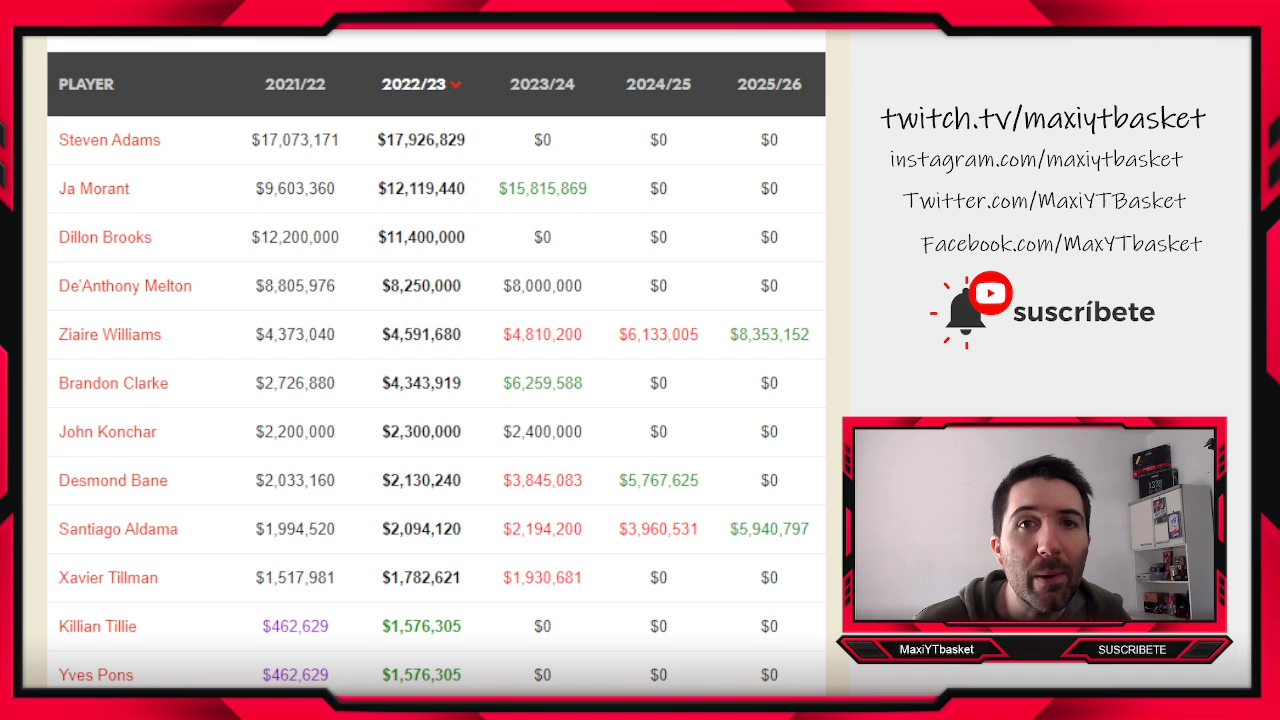 PLAYER 2021/22 2022/23 2023/24 2024/25 2025/26
Steven Adams $17,073,171 $17,926,829 $0 $0 $0
Ja Morant $9,603,360 $12,119,440 $15,815,869 $0 $0
Dillon Brooks $12,200,000 $11,400,000 $0 $0 $0
De'Anthony Melton $8,805,976 $8,250,000 $8,000,000 $0 $0
Ziaire Williams $4,373,040 $4,591,680 $4,810,200 $6,133,005 $8,353,152
Brandon Clarke $2,726,880 $4,343,919 $6,259,588 $0 $0
John Konchar $2,200,000 $2,300,000 $2,400,000 $0 $0
Desmond Bane $2,033,160 $2,130,240 $3,845,083 $5,767,625 $0
Santiago Aldama $1,994,520 $2,094,120 $2,194,200 $3,960,531 $5,940,797
Xavier Tillman $1,517,981 $1,782,621 $1,930,681 $0 $0
Killian Tillie $462,629 $1,576,305 $0 $0 $0
Yves Pons $462,629 $1,576,305 $0 $0 $0
twitch.tv/maxiytbasket
instagram.com/maxiytbasket
Twitter.com/MaxiYTBasket
Facebook.com/MaxYTbasket
suscríbete
MaxiYTbasket
SUSCRIBETE